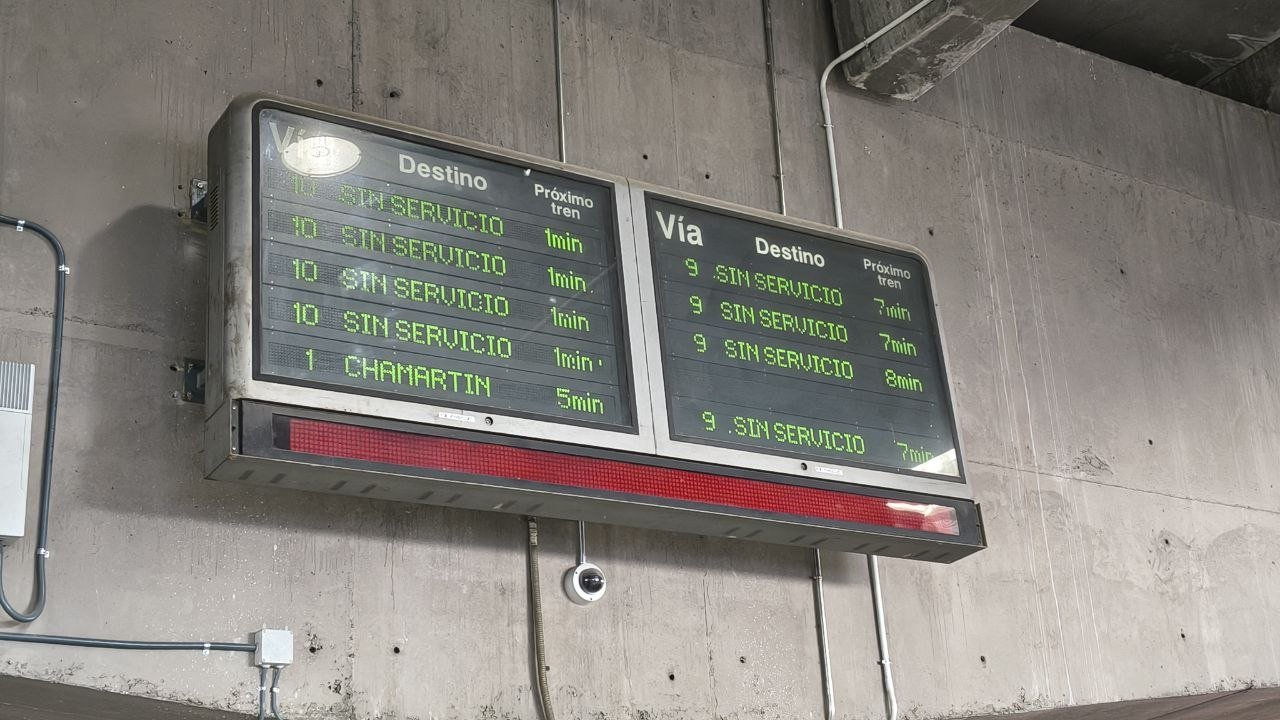 Vía Destino Próximo tren
10 SIN SERVICIO 1min
10 SIN SERVICIO 1min
10 SIN SERVICIO 1min
10 SIN SERVICIO 1min
1 CHAMARTIN 5min
Vía Destino Próximo tren
9 SIN SERVICIO 7min
9 SIN SERVICIO 7min
9 SIN SERVICIO 8min
9 SIN SERVICIO 7min